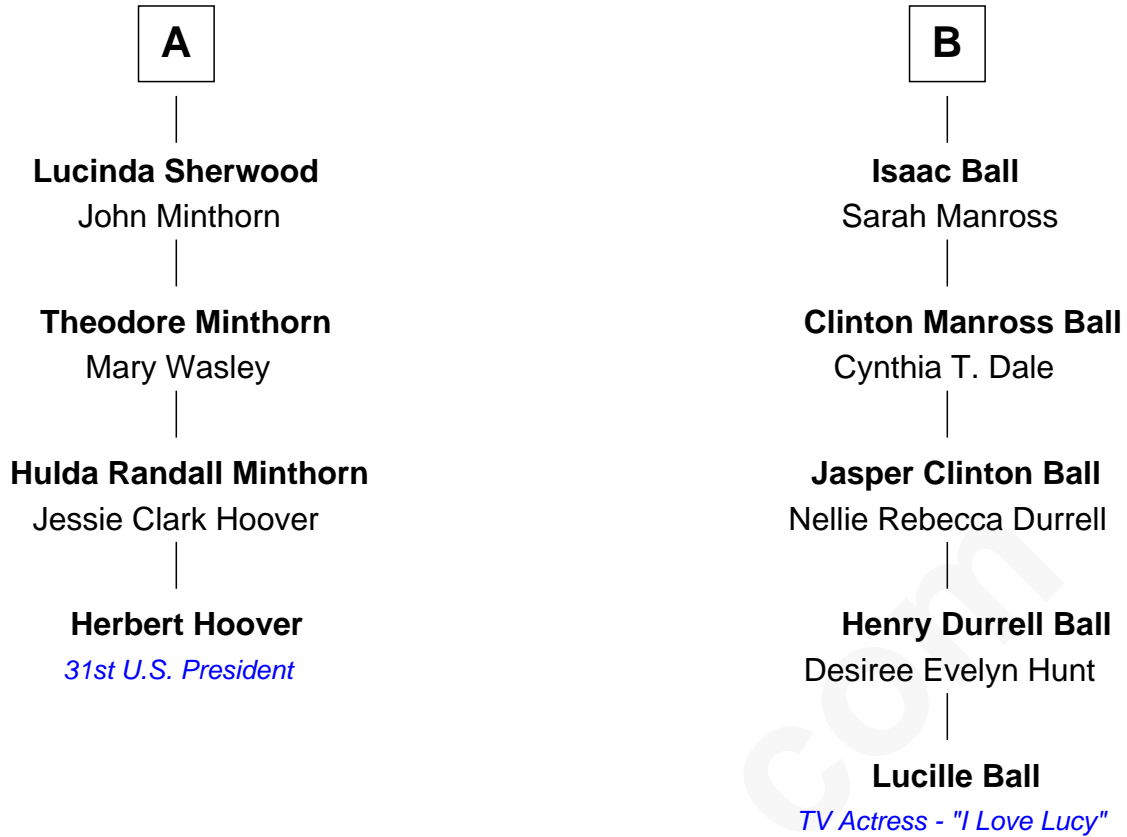 A
Lucinda Sherwood
John Minthorn
Theodore Minthorn
Mary Wasley
Hulda Randall Minthorn
Jessie Clark Hoover
Herbert Hoover
31st U.S. President
B
Isaac Ball
Sarah Manross
Clinton Manross Ball
Cynthia T. Dale
Jasper Clinton Ball
Nellie Rebecca Durrell
Henry Durrell Ball
Desiree Evelyn Hunt
Lucille Ball
TV Actress - "I Love Lucy"
com